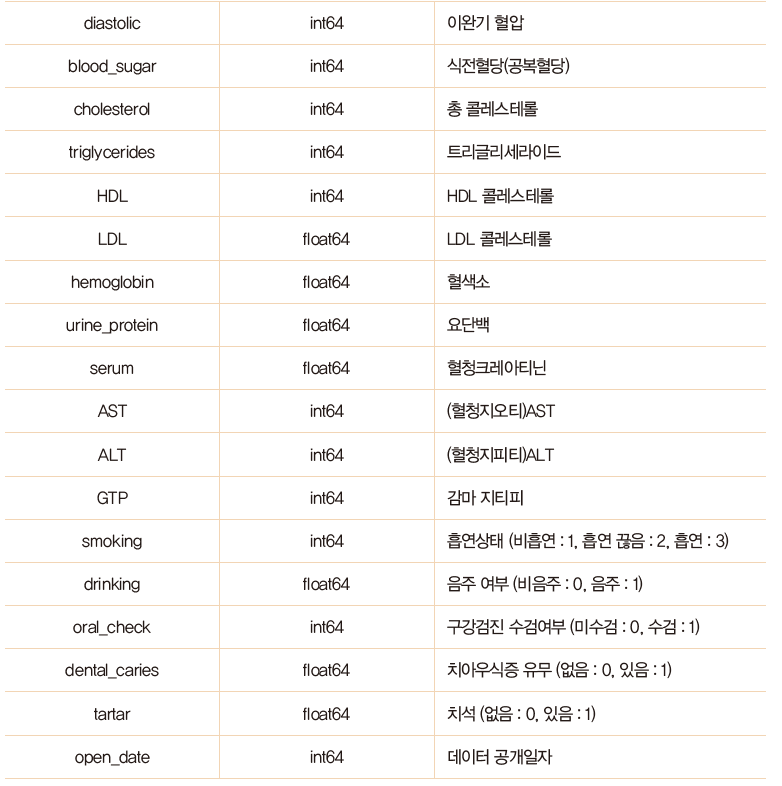 diastolic int64 이완기 혈압
blood_sugar int64 식전혈당(공복혈당)
cholesterol int64 총 콜레스테롤
triglycerides int64 트리글리세라이드
HDL int64 HDL 콜레스테롤
LDL float64 LDL 콜레스테롤
hemoglobin float64 혈색소
urine_protein float64 요단백
serum float64 혈청크레아티닌
AST int64 (혈청지오티)AST
ALT int64 (혈청지피티)ALT
GTP int64 감마 지티피
smoking int64 흡연상태 (비흡연 : 1, 흡연 끊음 : 2, 흡연 : 3)
drinking float64 음주 여부 (비음주 : 0, 음주 : 1)
oral_check int64 구강검진 수검여부 (미수검 : 0, 수검 : 1)
dental_caries float64 치아우식증 유무 (없음 : 0, 있음 : 1)
tartar float64 치석 (없음 : 0, 있음 : 1)
open_date int64 데이터 공개일자